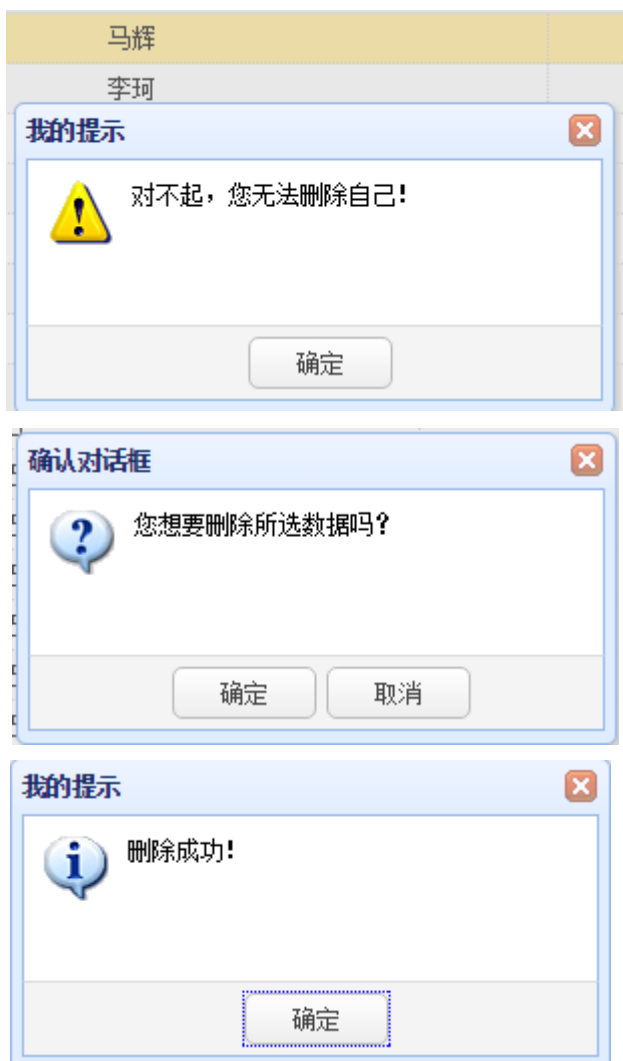 马辉
李珂
我的提示
对不起，您无法删除自己!
确定
确认对话框
您想要删除所选数据吗?
确定 取消
我的提示
删除成功!
确定